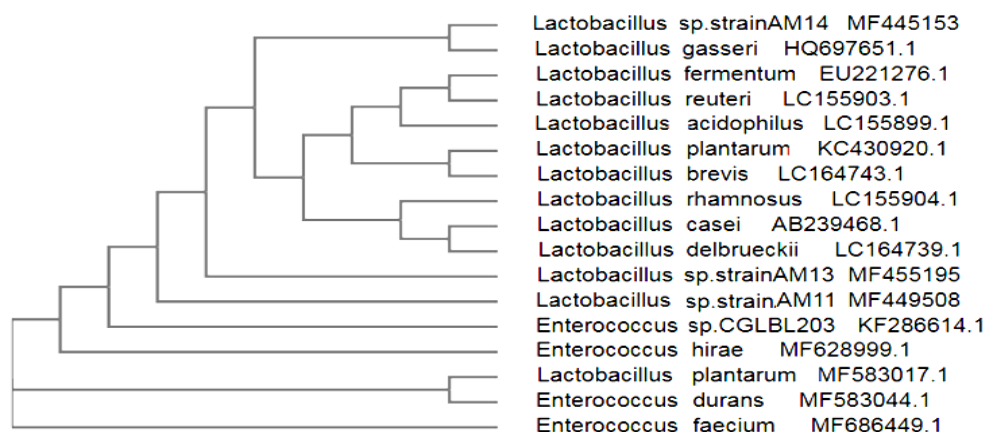 Lactobacillus sp.strainAM14 MF445153
Lactobacillus gasseri HQ697651.1
Lactobacillus fermentum EU221276.1
Lactobacillus reuteri LC155903.1
Lactobacillus acidophilus LC155899.1
Lactobacillus plantarum KC430920.1
Lactobacillus brevis LC164743.1
Lactobacillus rhamnosus LC155904.1
Lactobacillus casei AB239468.1
Lactobacillus delbrueckii LC164739.1
Lactobacillus sp.strainAM13 MF455195
Lactobacillus sp.strain.AM11 MF449508
Enterococcus sp.CGLBL203 KF286614.1
Enterococcus hirae MF628999.1
Lactobacillus plantarum MF583017.1
Enterococcus durans MF583044.1
Enterococcus faecium MF686449.1